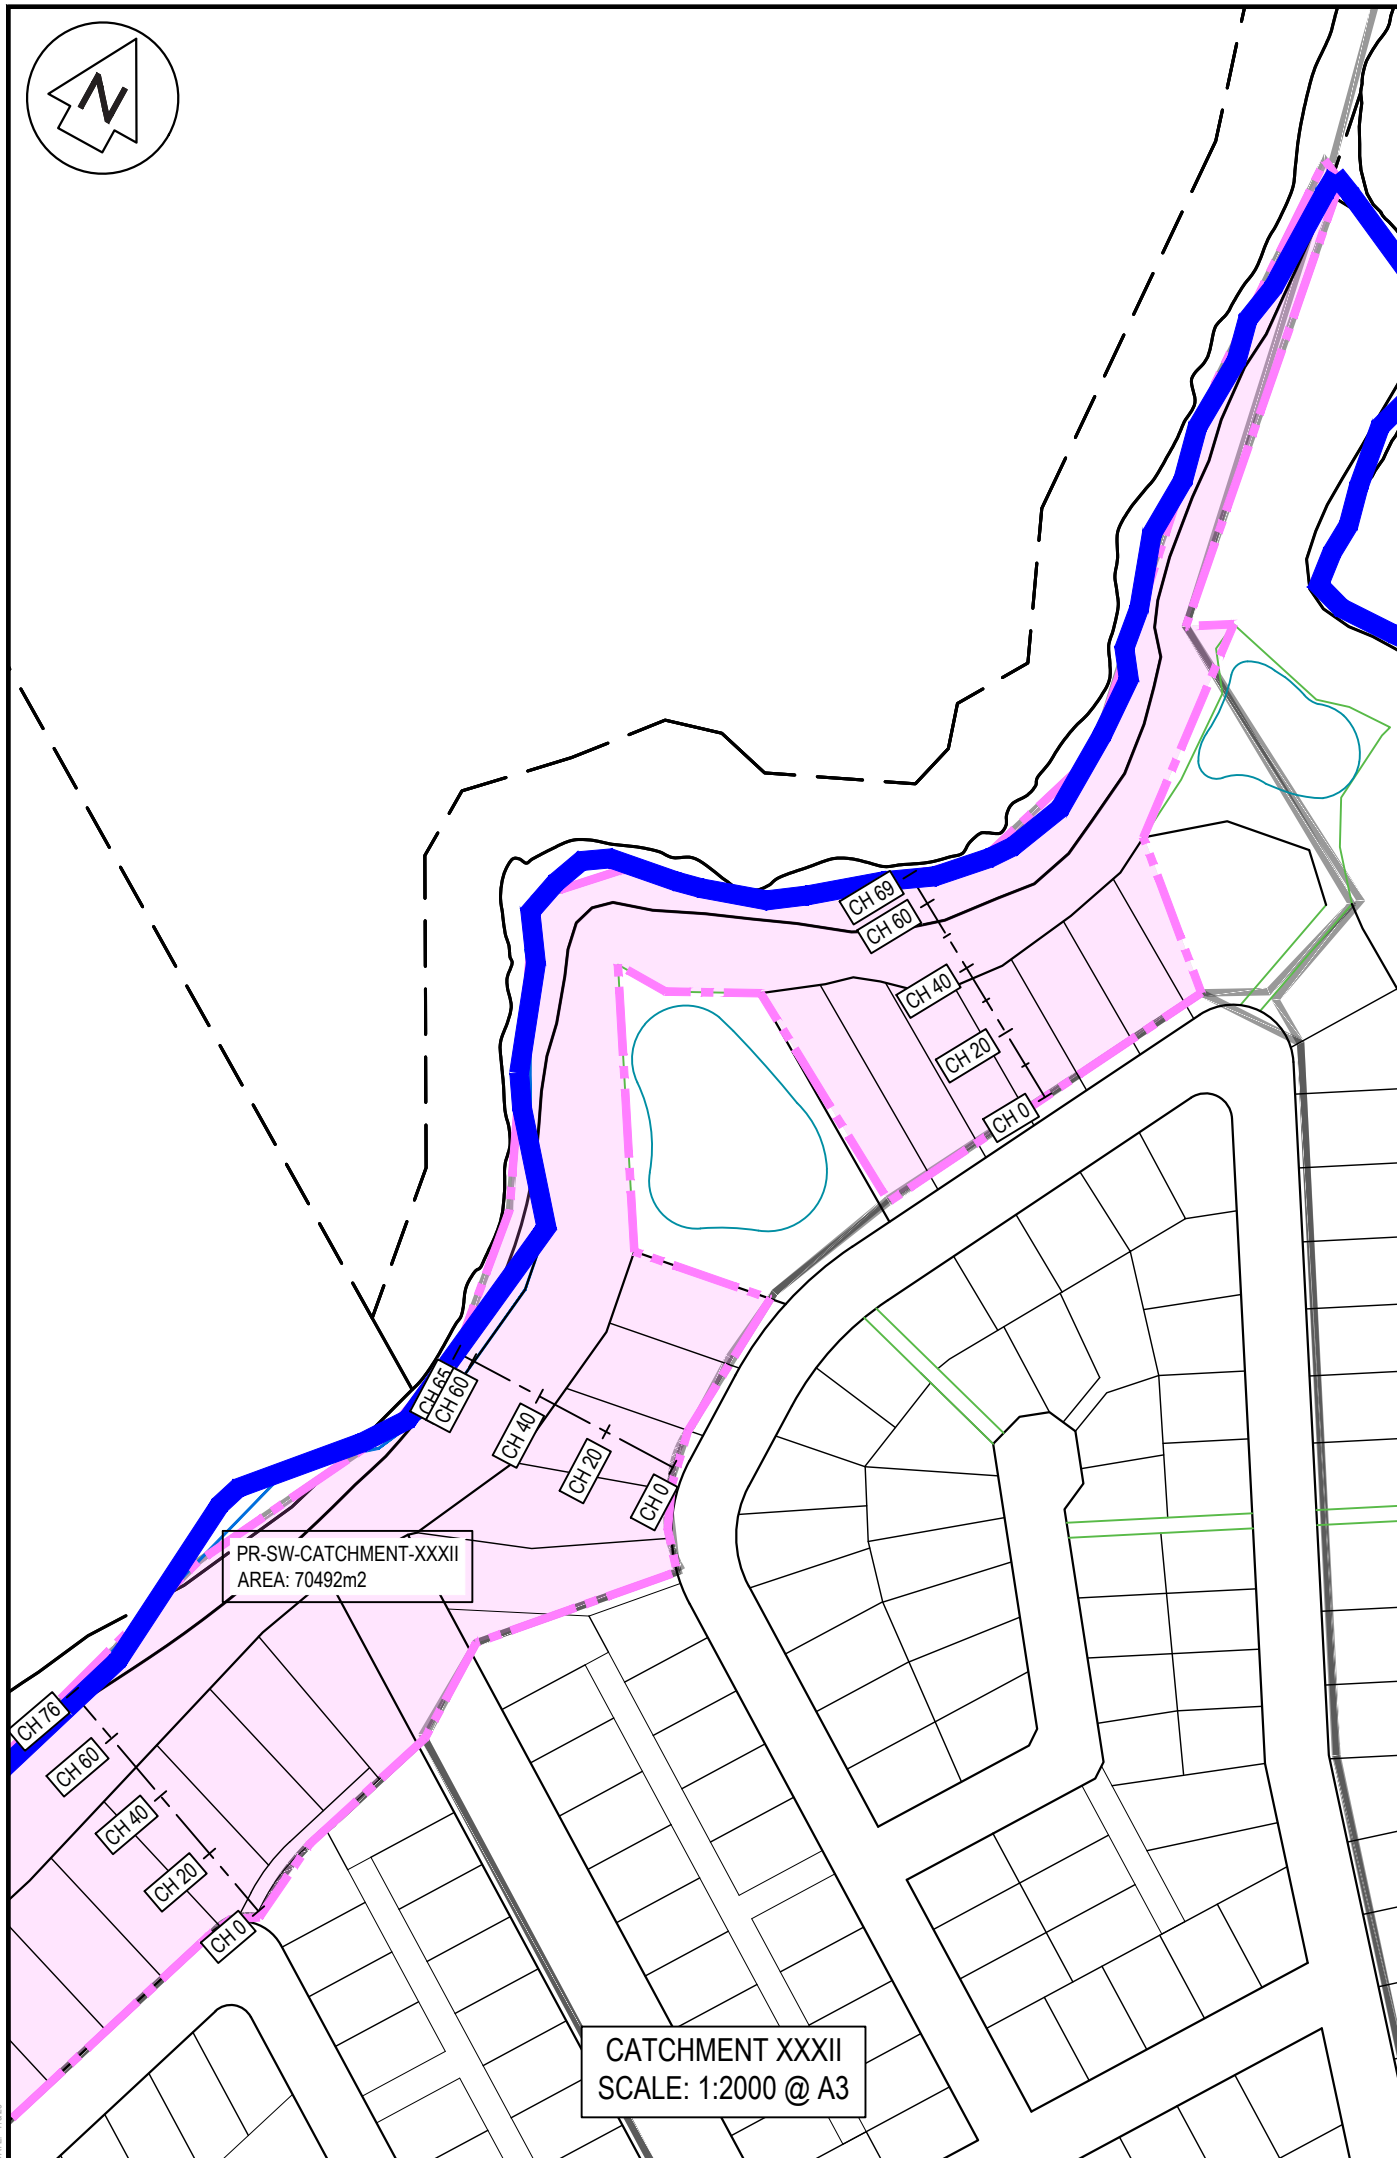 N
CH 69
CH 60
CH 40
CH 20
CH 0
CH 65
CH 60
CH 40
CH 20
CH 0
PR-SW-CATCHMENT-XXXII
AREA: 70492m2
CH 76
CH 60
CH 40
CH 20
CH 0
CATCHMENT XXXII
SCALE: 1:2000 @ A3